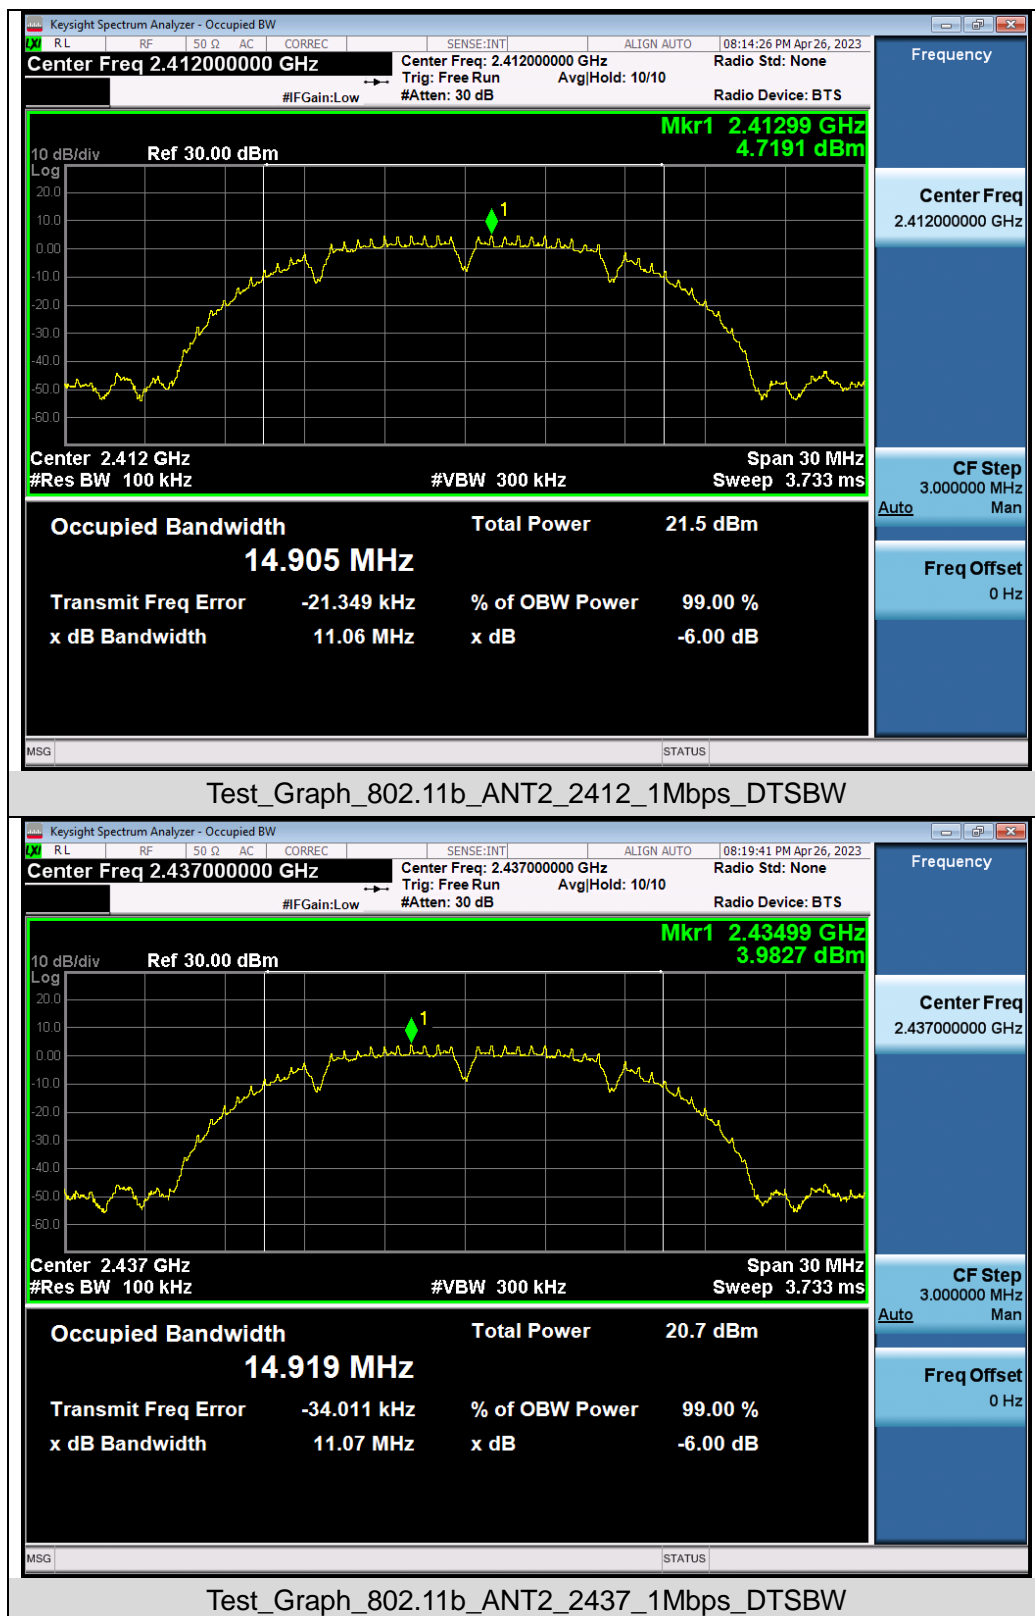 Keysight Spectrum Analyzer - Occupied BW
LXI RL RF 50 Ω AC CORREC SENSE:INT ALIGN AUTO 08:14:26 PM Apr 26, 2023
Center Freq 2.412000000 GHz Center Freq: 2.412000000 GHz Radio Std: None
Trig: Free Run Avg|Hold: 10/10
#IFGain:Low #Atten: 30 dB Radio Device: BTS
Frequency
Mkr1 2.41299 GHz
4.7191 dBm
10 dB/div Ref 30.00 dBm
Log
20.0
10.0
0.00
-10.0
-20.0
-30.0
-40.0
-50.0
-60.0
1
Center 2.412 GHz Span 30 MHz
#Res BW 100 kHz #VBW 300 kHz Sweep 3.733 ms
Center Freq
2.412000000 GHz
CF Step
3.000000 MHz
Auto Man
Freq Offset
0 Hz
Occupied Bandwidth Total Power 21.5 dBm
14.905 MHz
Transmit Freq Error -21.349 kHz % of OBW Power 99.00 %
x dB Bandwidth 11.06 MHz x dB -6.00 dB
MSG STATUS
Test_Graph_802.11b_ANT2_2412_1Mbps_DTSBW
Keysight Spectrum Analyzer - Occupied BW
LXI RL RF 50 Ω AC CORREC SENSE:INT ALIGN AUTO 08:19:41 PM Apr 26, 2023
Center Freq 2.437000000 GHz Center Freq: 2.437000000 GHz Radio Std: None
Trig: Free Run Avg|Hold: 10/10
#IFGain:Low #Atten: 30 dB Radio Device: BTS
Frequency
Mkr1 2.43499 GHz
3.9827 dBm
10 dB/div Ref 30.00 dBm
Log
20.0
10.0
0.00
-10.0
-20.0
-30.0
-40.0
-50.0
-60.0
1
Center 2.437 GHz Span 30 MHz
#Res BW 100 kHz #VBW 300 kHz Sweep 3.733 ms
Center Freq
2.437000000 GHz
CF Step
3.000000 MHz
Auto Man
Freq Offset
0 Hz
Occupied Bandwidth Total Power 20.7 dBm
14.919 MHz
Transmit Freq Error -34.011 kHz % of OBW Power 99.00 %
x dB Bandwidth 11.07 MHz x dB -6.00 dB
MSG STATUS
Test_Graph_802.11b_ANT2_2437_1Mbps_DTSBW